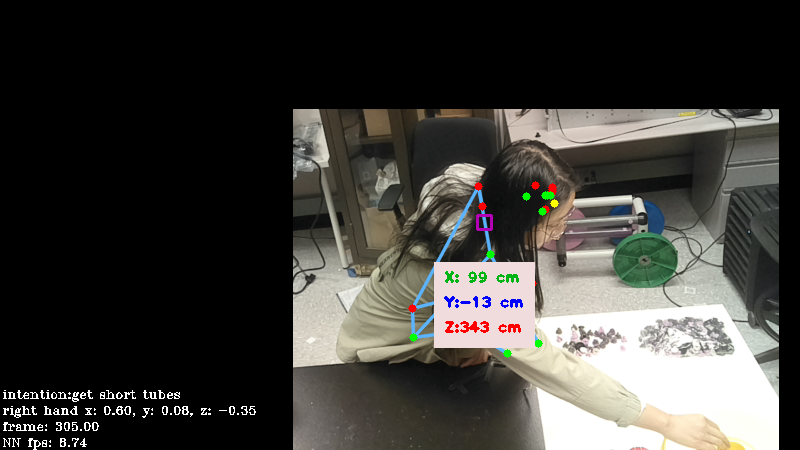 X: 99 cm
Y:-13 cm
Z:343 cm
intention:get short tubes
right hand x: 0.60, y: 0.08, z: -0.35
frame: 305.00
NN fps: 8.74